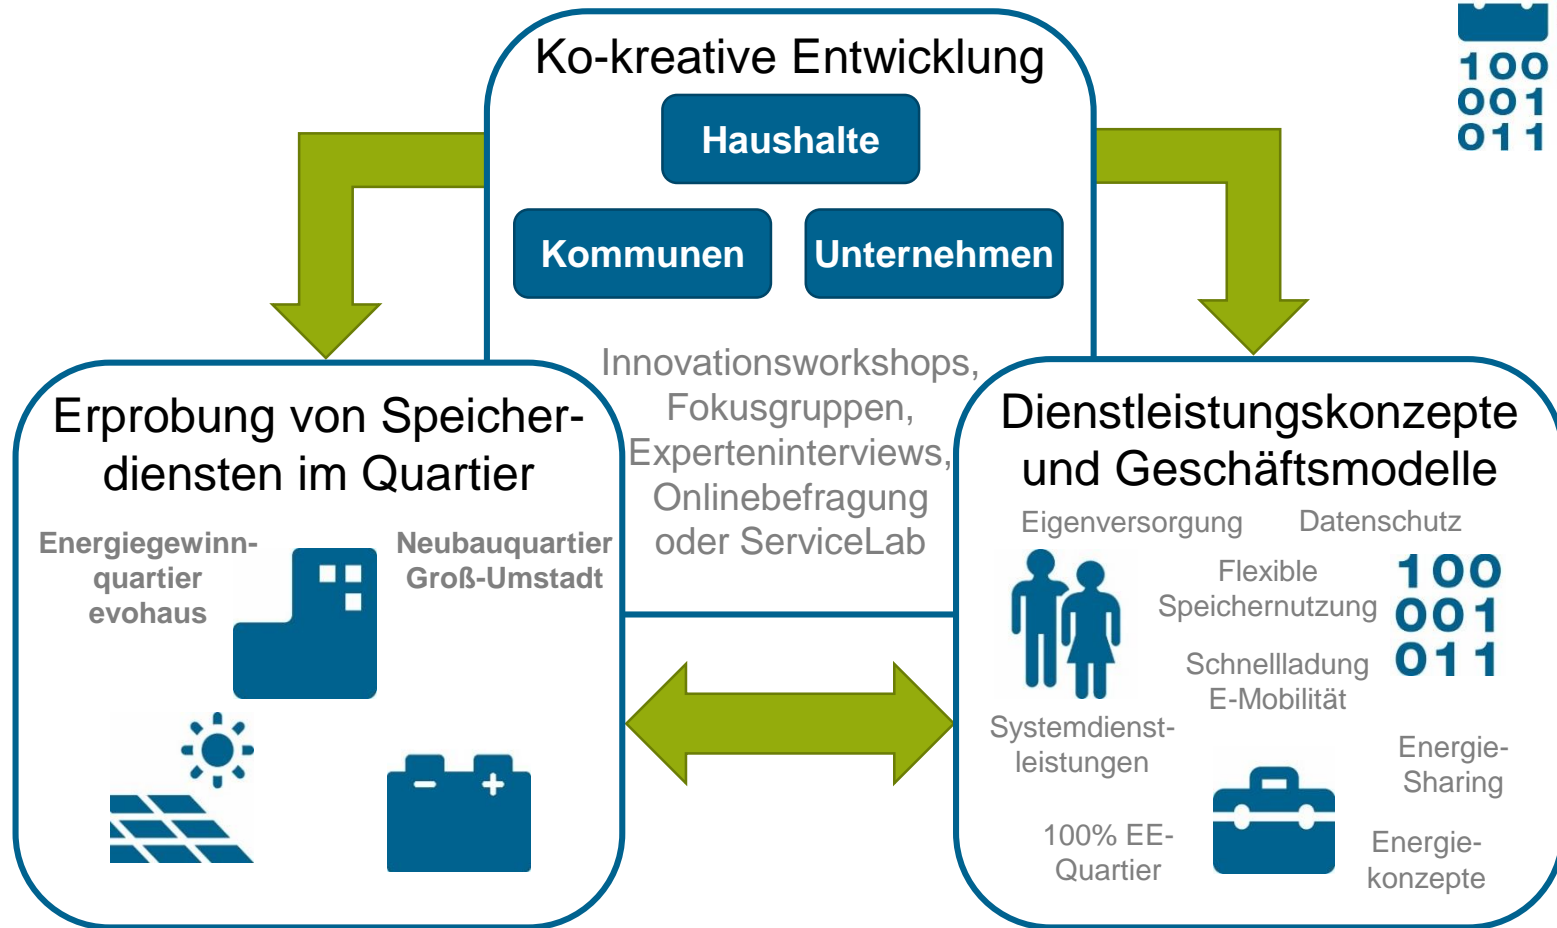 Ko-kreative Entwicklung
100
001
011
Haushalte
Kommunen
Unternehmen
Innovationsworkshops,
Fokusgruppen,
Experteninterviews,
Onlinebefragung
oder ServiceLab
Erprobung von Speicher-
diensten im Quartier
Energiegewinn-
quartier
evohaus
Neubauquartier
Groß-Umstadt
- +
Dienstleistungskonzepte
und Geschäftsmodelle
Eigenversorgung
Datenschutz
Flexible
Speichernutzung
100
001
011
Schnellladung
E-Mobilität
Systemdienst-
leistungen
Energie-
Sharing
100% EE-
Quartier
Energie-
konzepte